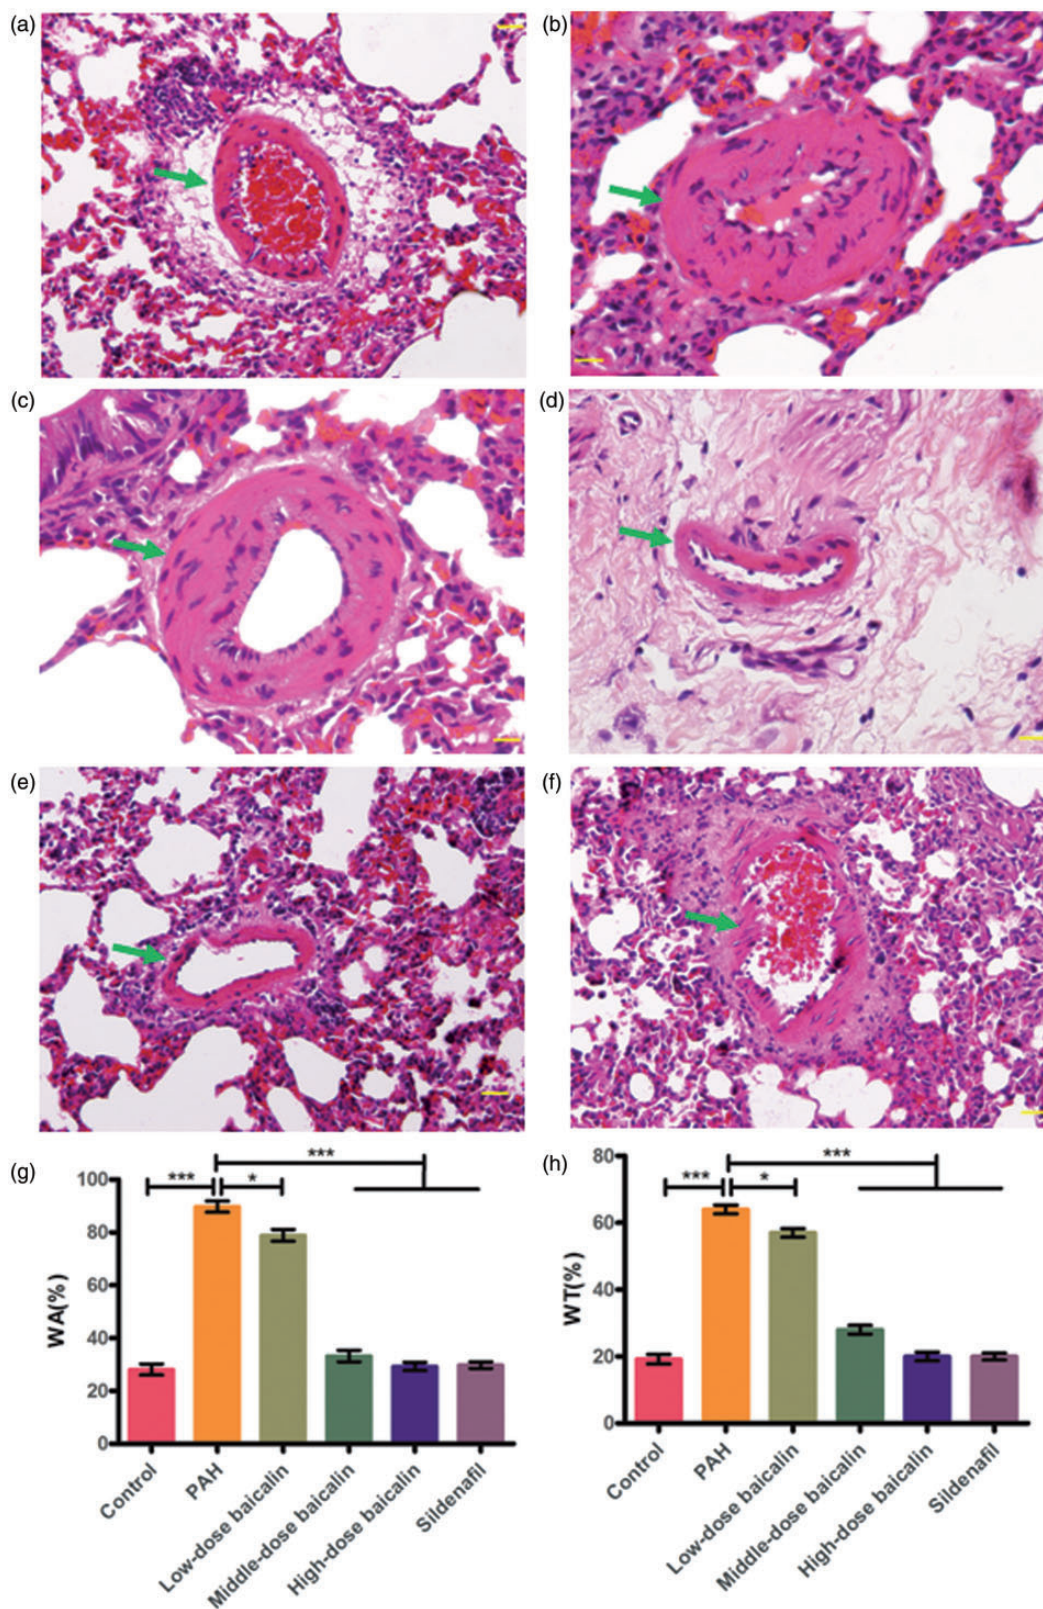 (a)
(b)
(c)
(d)
(e)
(f)
(g)
***
***
*
100
80
60
40
20
0
WA(%)
Control
PAH
Low-dose baicalin
Middle-dose baicalin
High-dose baicalin
Sildenafil
(h)
***
***
*
80
60
40
20
0
WT(%)
Control
PAH
Low-dose baicalin
Middle-dose baicalin
High-dose baicalin
Sildenafil